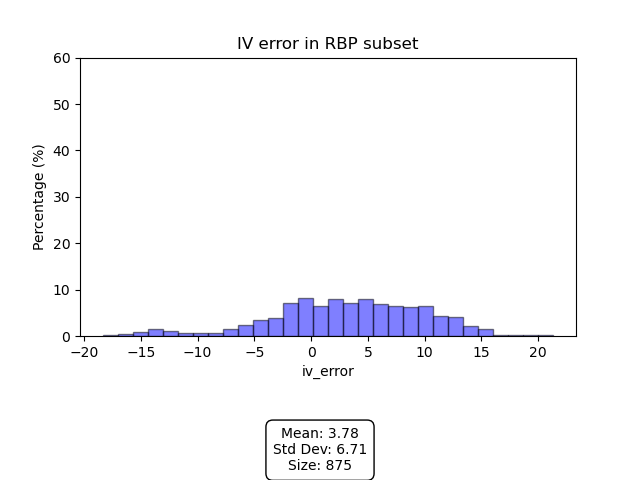 IV error in RBP subset
60
50
40
30
20
10
0
Percentage (%)
−20 −15 −10 −5 0 5 10 15 20
iv_error
Mean: 3.78
Std Dev: 6.71
Size: 875